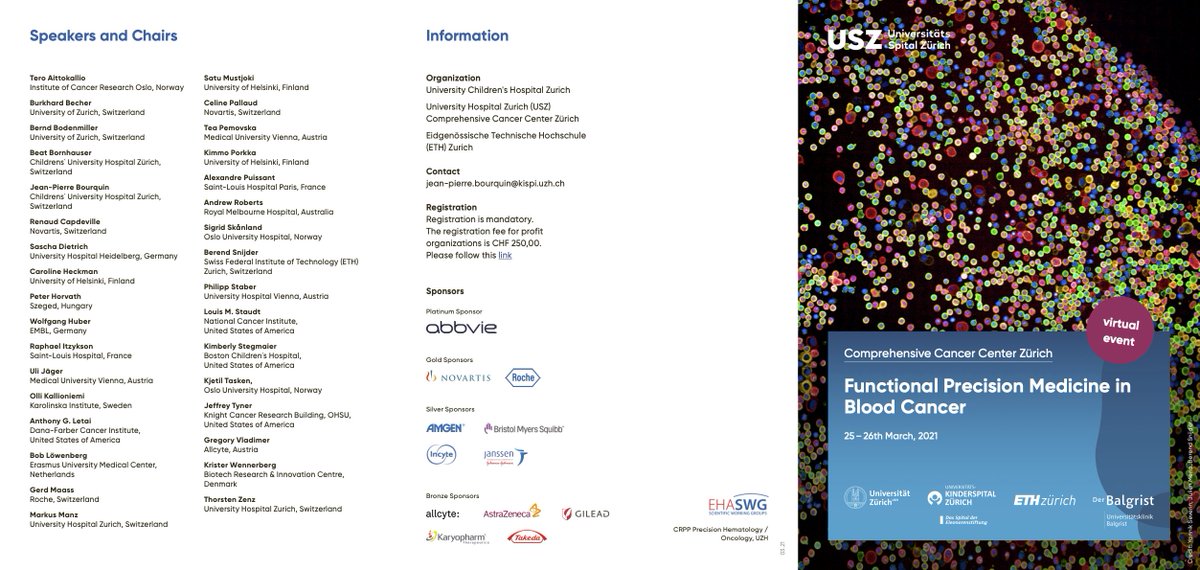 Speakers and Chairs
Tero Aittokallio
Institute of Cancer Research Oslo, Norway
Burkhard Becher
University of Zurich, Switzerland
Bernd Bodenmiller
University of Zurich, Switzerland
Beat Bornhauser
Childrens' University Hospital Zürich,
Switzerland
Jean-Pierre Bourquin
Childrens' University Hospital Zurich,
Switzerland
Renaud Capdeville
Novartis, Switzerland
Sascha Dietrich
University Hospital Heidelberg, Germany
Caroline Heckman
University of Helsinki, Finland
Peter Horvath
Szeged, Hungary
Wolfgang Huber
EMBL, Germany
Raphael Itzykson
Saint-Louis Hospital, France
Uli Jäger
Medical University Vienna, Austria
Olli Kallioniemi
Karolinska Institute, Sweden
Anthony G. Letai
Dana-Farber Cancer Institute,
United States of America
Bob Löwenberg
Erasmus University Medical Center,
Netherlands
Gerd Maass
Roche, Switzerland
Markus Manz
University Hospital Zurich, Switzerland
Satu Mustjoki
University of Helsinki, Finland
Celine Pallaud
Novartis, Switzerland
Tea Pemovska
Medical University Vienna, Austria
Kimmo Porkka
University of Helsinki, Finland
Alexandre Puissant
Saint-Louis Hospital Paris, France
Andrew Roberts
Royal Melbourne Hospital, Australia
Sigrid Skånland
Oslo University Hospital, Norway
Berend Snijder
Swiss Federal Institute of Technology (ETH)
Zurich, Switzerland
Philipp Staber
University Hospital Vienna, Austria
Louis M. Staudt
National Cancer Institute,
United States of America
Kimberly Stegmaier
Boston Children's Hospital,
United States of America
Kjetil Tasken,
Oslo University Hospital, Norway
Jeffrey Tyner
Knight Cancer Research Building, OHSU,
United States of America
Gregory Vladimer
Allcyte, Austria
Krister Wennerberg
Biotech Research & Innovation Centre,
Denmark
Thorsten Zenz
University Hospital Zurich, Switzerland
Information
Organization
University Children's Hospital Zurich
University Hospital Zurich (USZ)
Comprehensive Cancer Center Zürich
Eidgenössische Technische Hochschule
(ETH) Zurich
Contact
jean-pierre.bourquin@kispi.uzh.ch
Registration
Registration is mandatory.
The registration fee for profit
organizations is CHF 250,00.
Please follow this link
Sponsors
Platinum Sponsor
abbvie
Gold Sponsors
NOVARTIS
Roche
Silver Sponsors
AMGEN
Bristol Myers Squibb
Incyte
janssen
Bronze Sponsors
allcyte:
AstraZeneca
GILEAD
Karyopharm
Therapeutics
Takeda
EHASWG
SCIENTIFIC WORKING GROUPS
CRPP Precision Hematology /
Oncology, UZH
03.21
USZ Universitäts
Spital Zürich
virtual
event
Comprehensive Cancer Center Zürich
Functional Precision Medicine in
Blood Cancer
25 – 26th March, 2021
Universität
Zürich UZH
UNIVERSITÄTS-
KINDERSPITAL
ZÜRICH
Das Spital der
Eleonorenstiftung
ETH zürich
Der Balgrist
Universitätsklinik
Balgrist